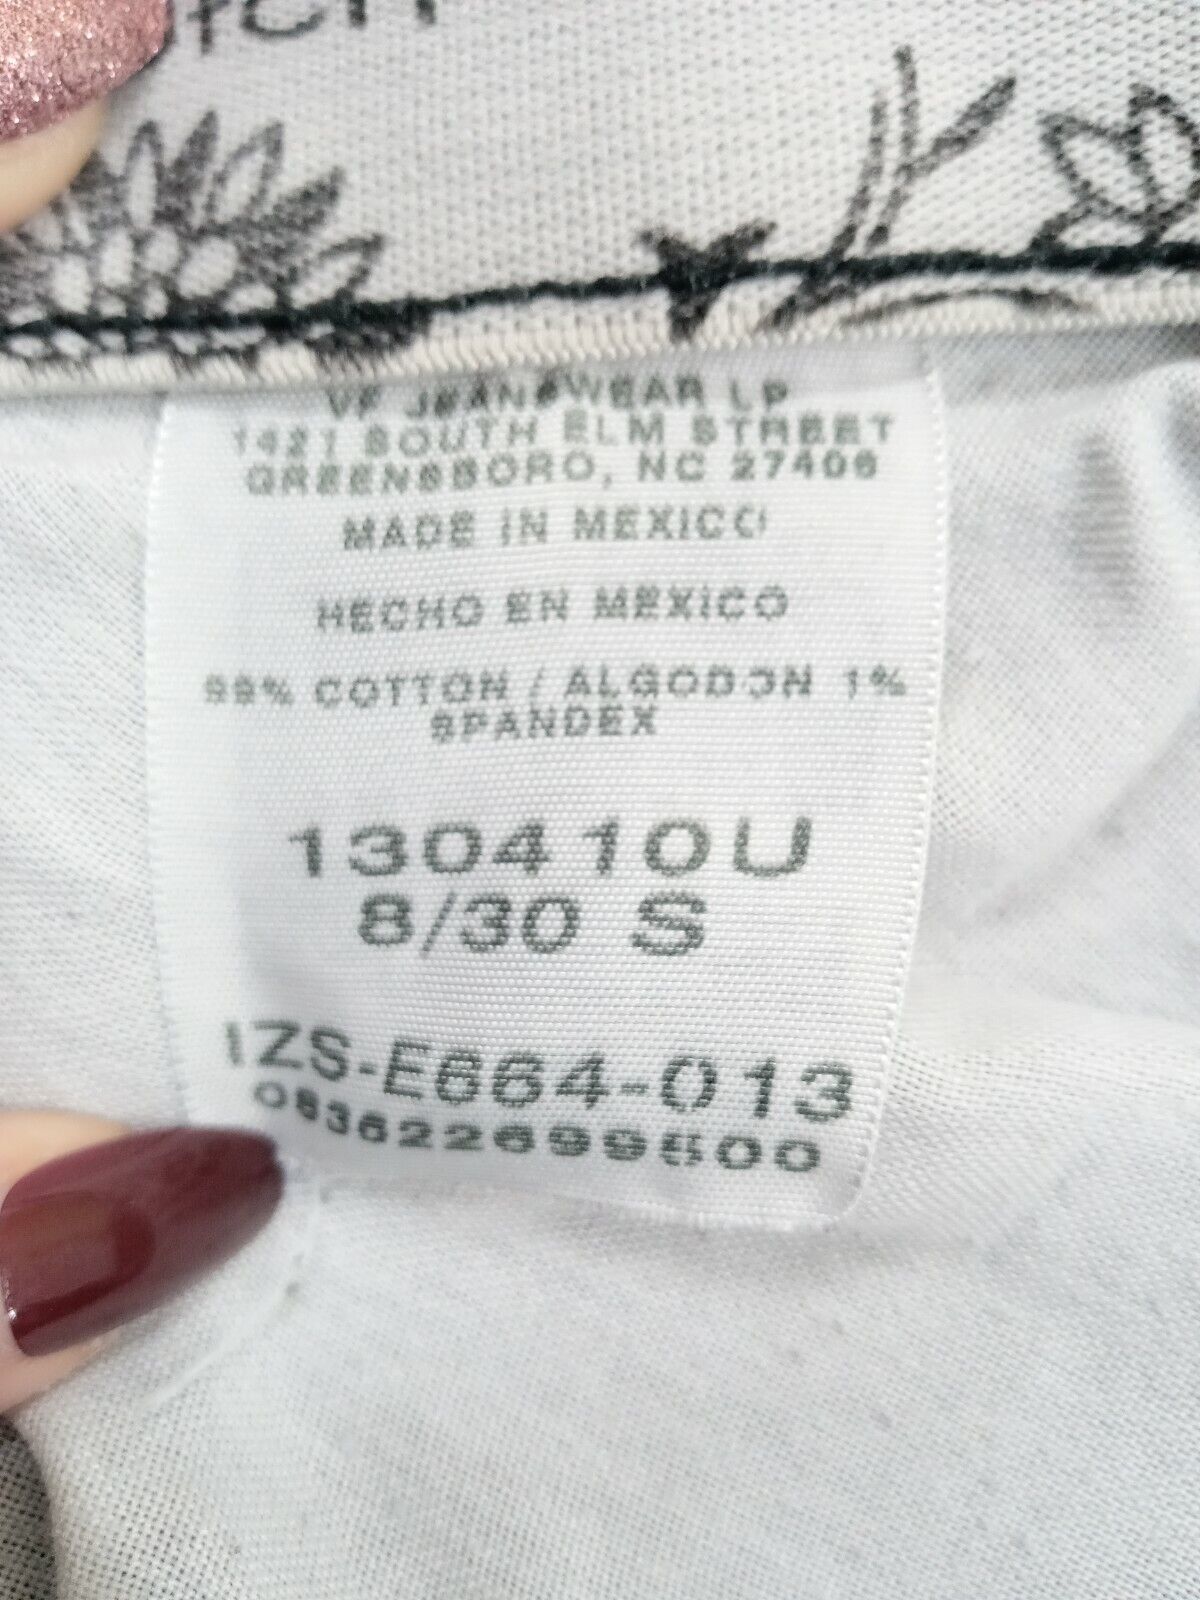 VF JEANSWEAR LP
1421 SOUTH ELM STREET
GREENSBORO, NC 27406
MADE IN MEXICO
HECHO EN MEXICO
99% COTTON / ALGODON 1%
SPANDEX
130410U
8/30 S
IZS-E664-013
083622699500